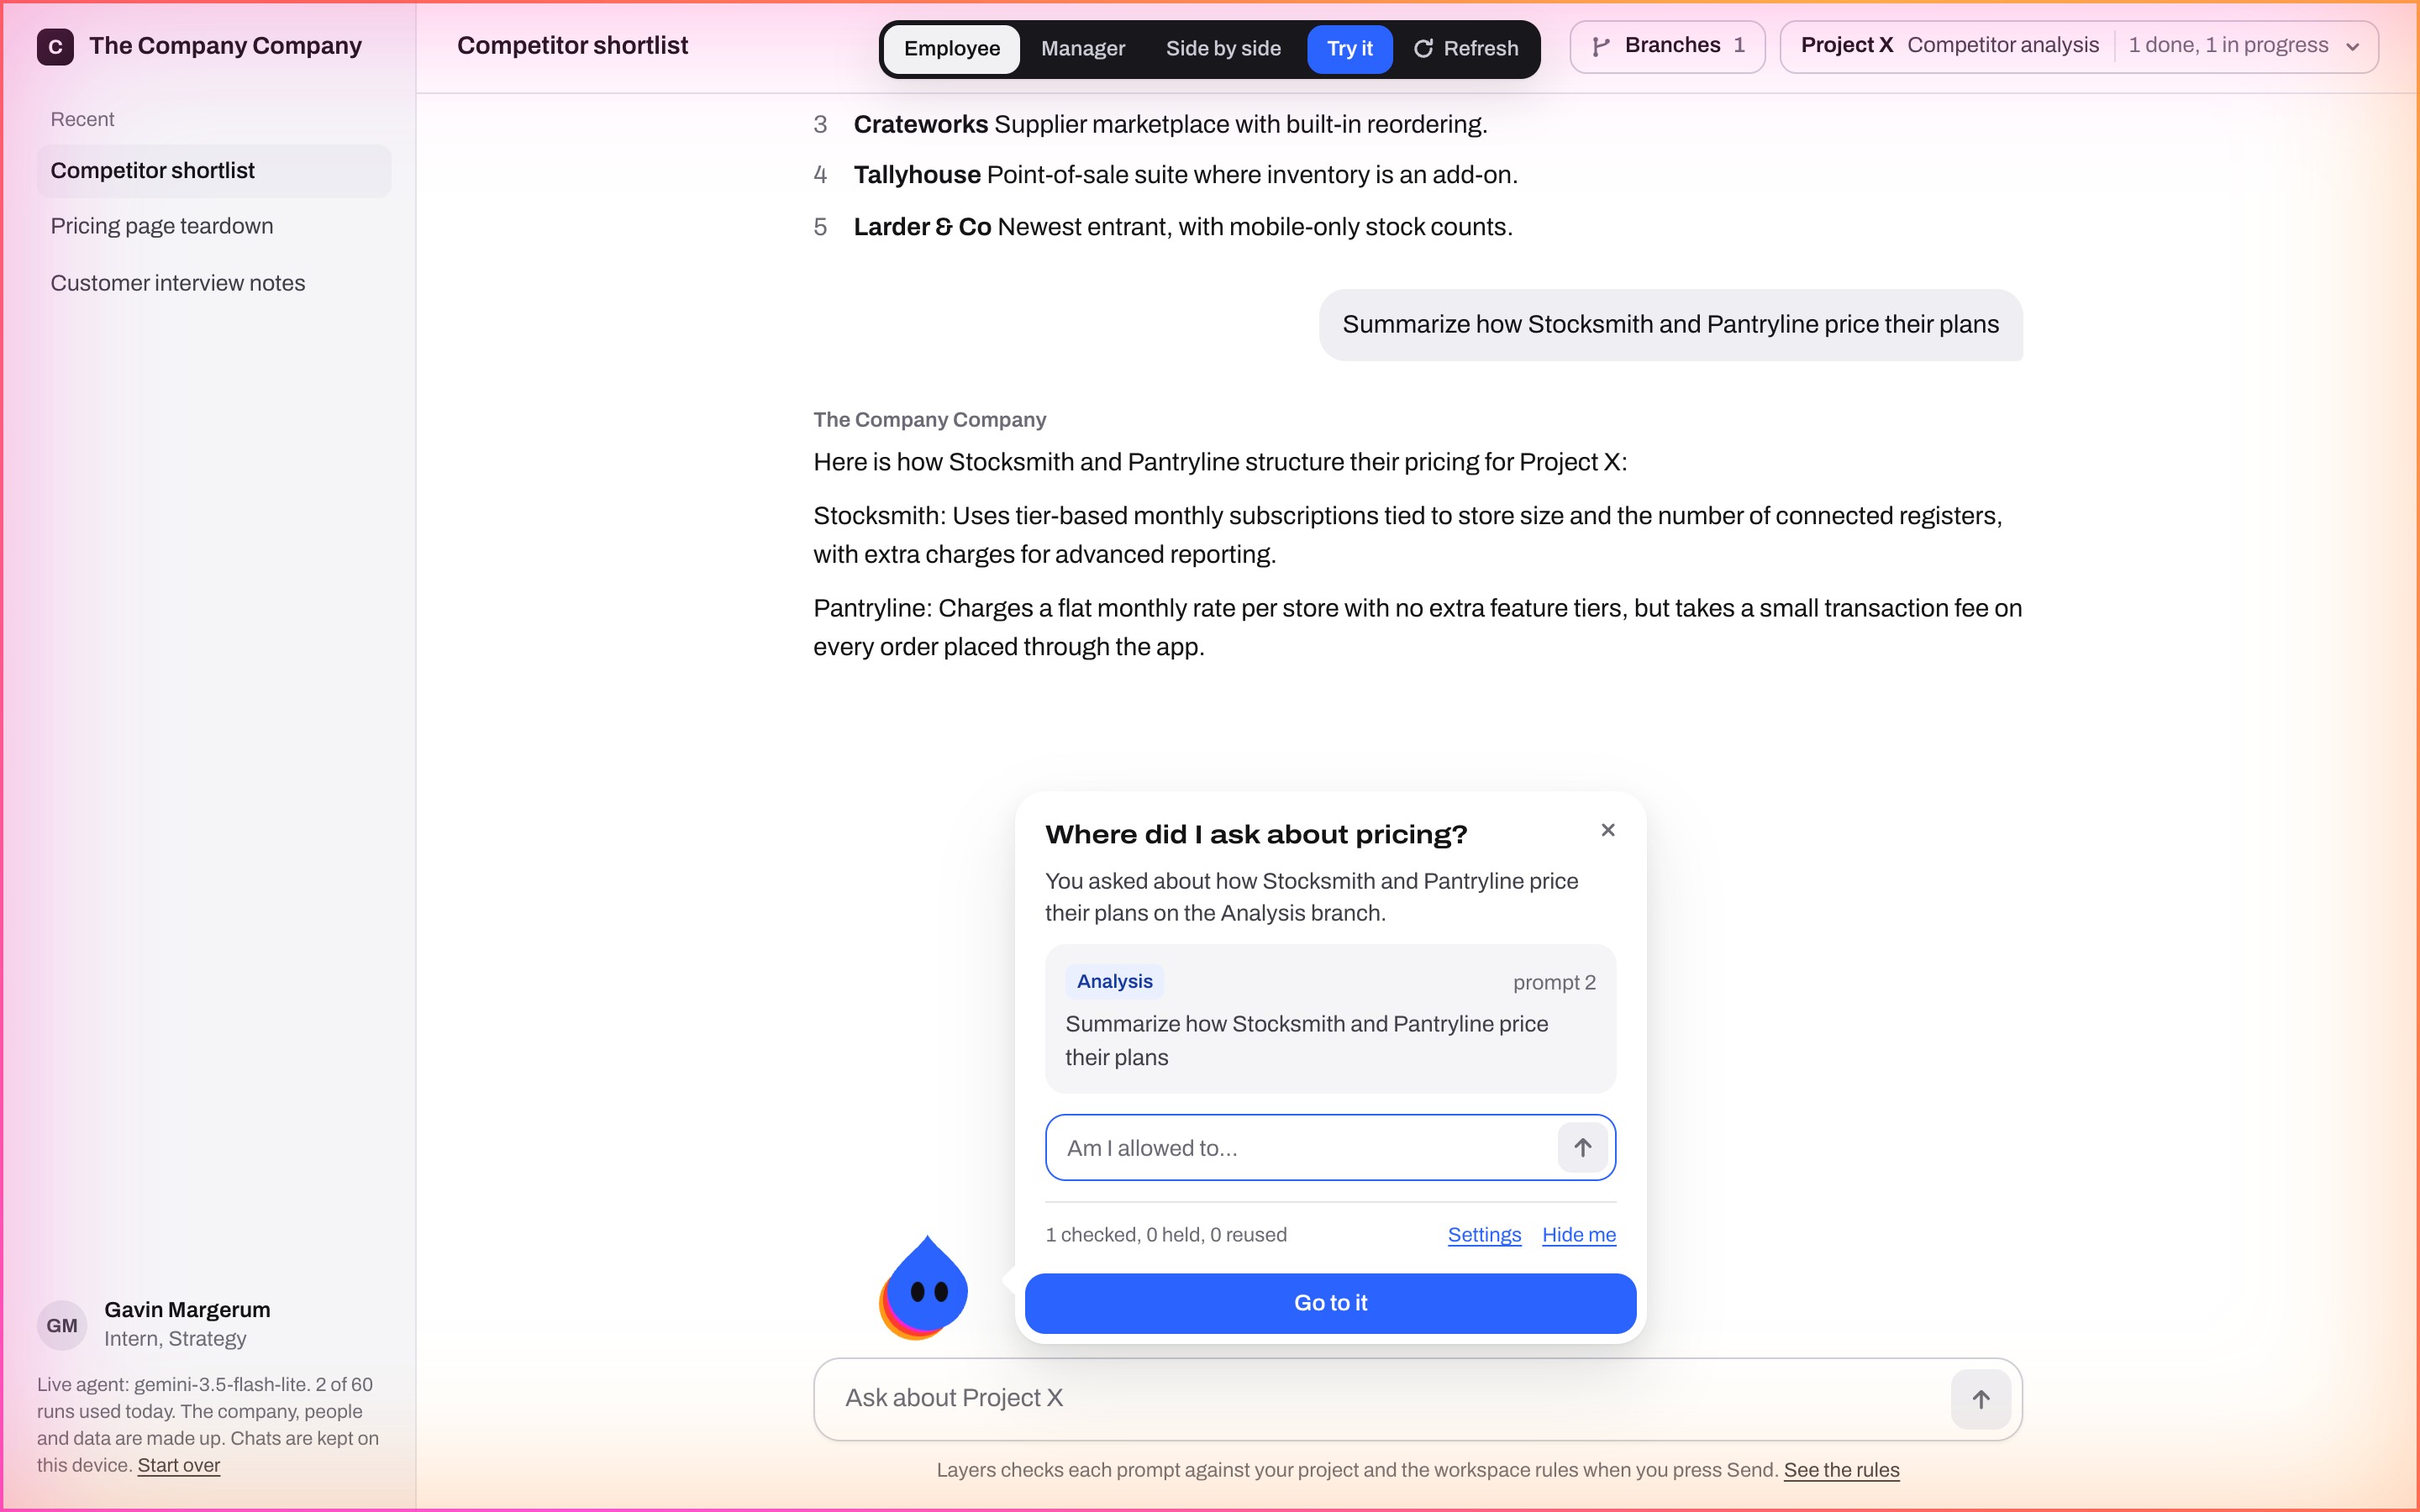 C The Company Company
Recent
Competitor shortlist
Pricing page teardown
Customer interview notes
GM
Gavin Margerum
Intern, Strategy
Live agent: gemini-3.5-flash-lite. 2 of 60
runs used today. The company, people
and data are made up. Chats are kept on
this device. Start over
Competitor shortlist
Employee Manager Side by side Try it Refresh
Branches 1
Project X Competitor analysis 1 done, 1 in progress
3 Crateworks Supplier marketplace with built-in reordering.
4 Tallyhouse Point-of-sale suite where inventory is an add-on.
5 Larder & Co Newest entrant, with mobile-only stock counts.
Summarize how Stocksmith and Pantryline price their plans
The Company Company
Here is how Stocksmith and Pantryline structure their pricing for Project X:
Stocksmith: Uses tier-based monthly subscriptions tied to store size and the number of connected registers,
with extra charges for advanced reporting.
Pantryline: Charges a flat monthly rate per store with no extra feature tiers, but takes a small transaction fee on
every order placed through the app.
Where did I ask about pricing?
You asked about how Stocksmith and Pantryline price
their plans on the Analysis branch.
Analysis prompt 2
Summarize how Stocksmith and Pantryline price
their plans
Am I allowed to...
1 checked, 0 held, 0 reused Settings Hide me
Go to it
Ask about Project X
Layers checks each prompt against your project and the workspace rules when you press Send. See the rules